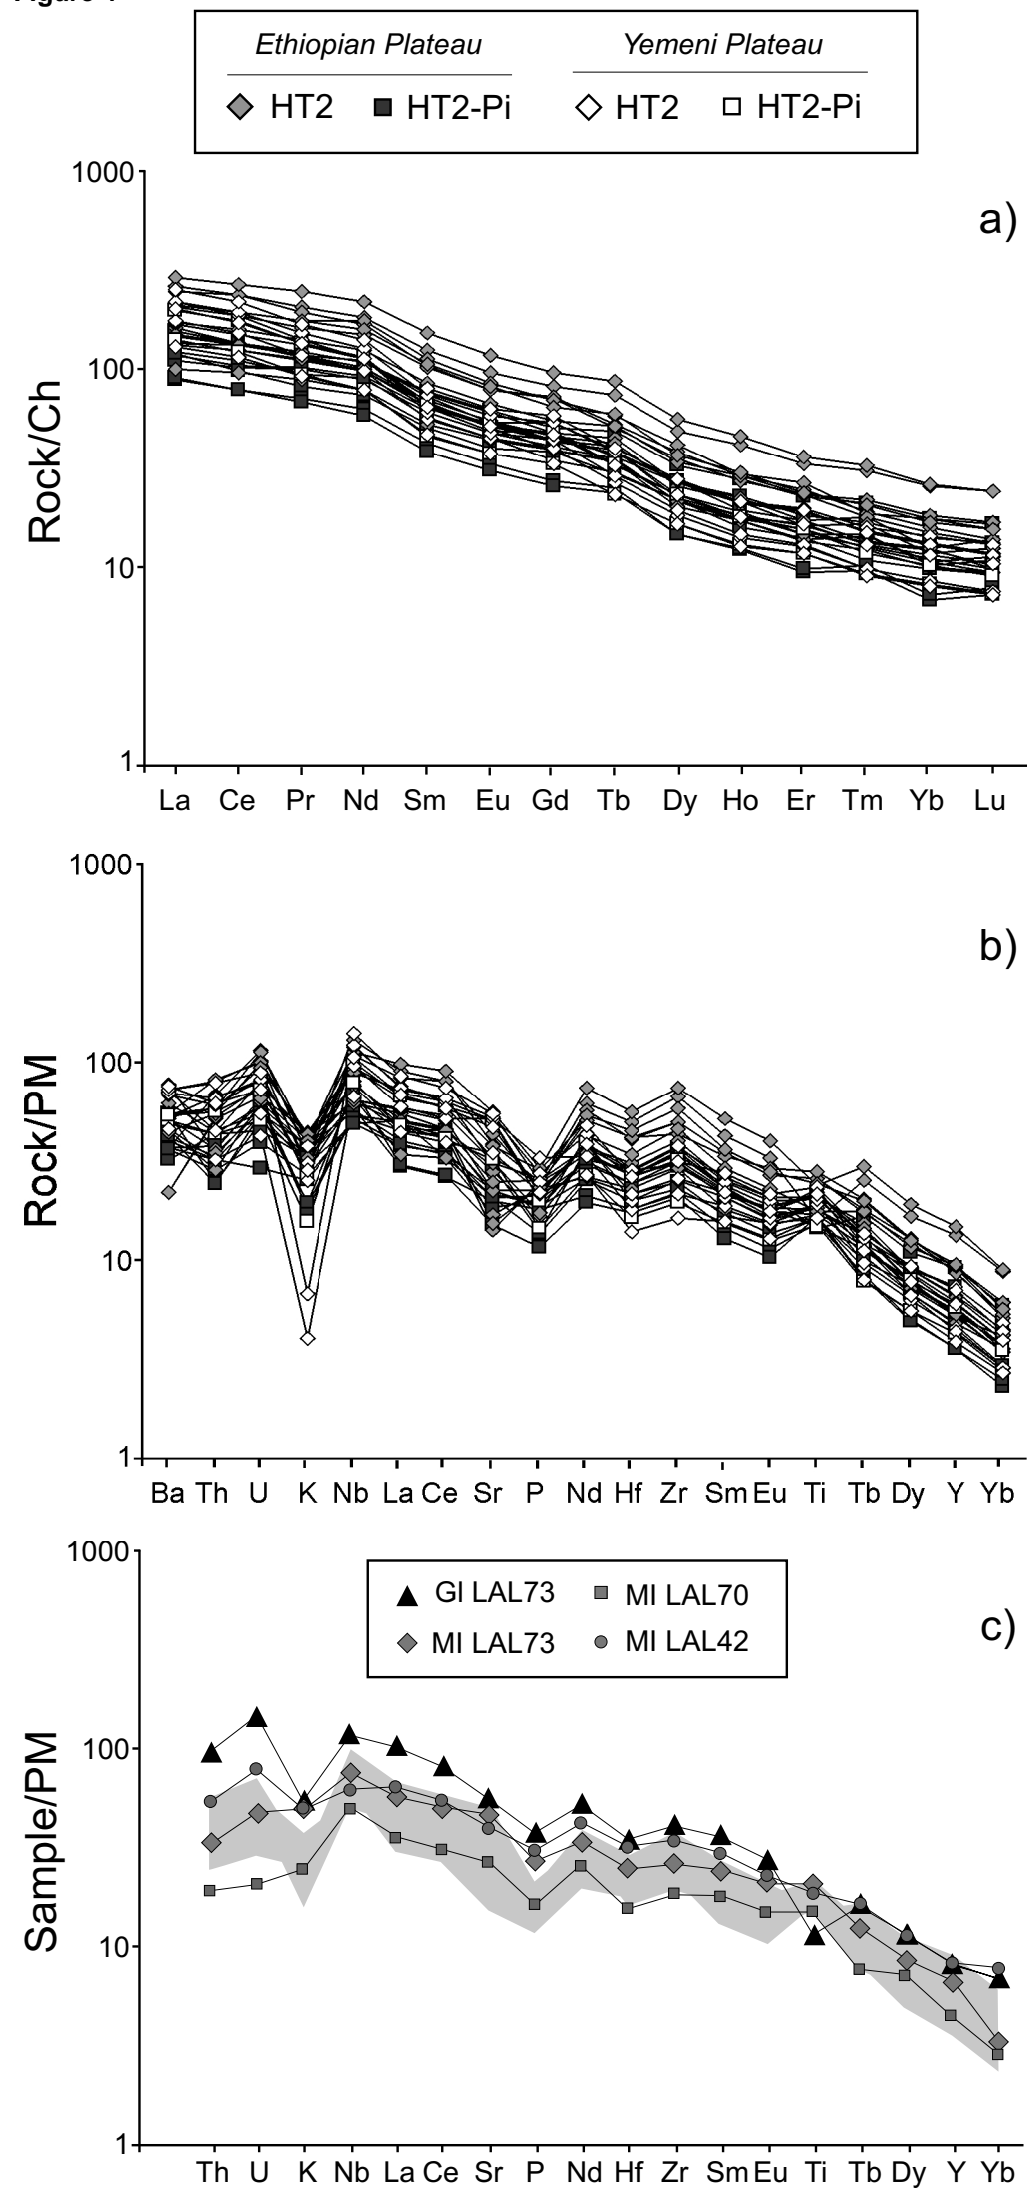 Ethiopian Plateau Yemeni Plateau
HT2 HT2-Pi HT2 HT2-Pi
a)
1000
100
10
1
Rock/Ch
La Ce Pr Nd Sm Eu Gd Tb Dy Ho Er Tm Yb Lu
b)
1000
100
10
1
Rock/PM
Ba Th U K Nb La Ce Sr P Nd Hf Zr Sm Eu Ti Tb Dy Y Yb
c)
1000
100
10
1
Sample/PM
GI LAL73 MI LAL70
MI LAL73 MI LAL42
Th U K Nb La Ce Sr P Nd Hf Zr Sm Eu Ti Tb Dy Y Yb